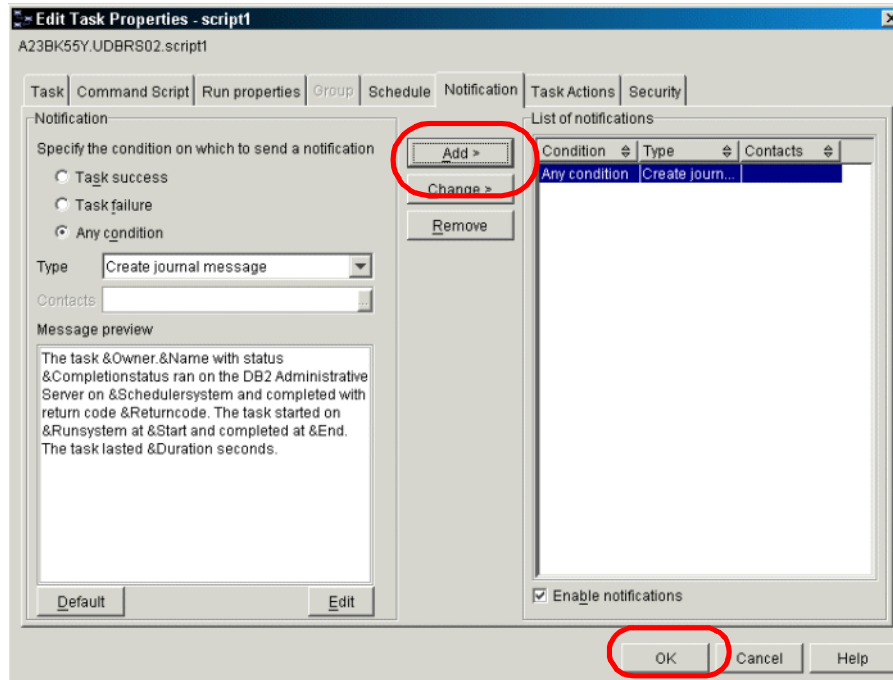 Edit Task Properties - script1
A23BK55Y.UDBRS02.script1
Task Command Script Run properties Group Schedule Notification Task Actions Security
Notification
Specify the condition on which to send a notification
Task success
Task failure
Any condition
Type Create journal message
Contacts ...
Message preview
The task &Owner.&Name with status
&Completionstatus ran on the DB2 Administrative
Server on &Schedulersystem and completed with
return code &Returncode. The task started on
&Runsystem at &Start and completed at &End.
The task lasted &Duration seconds.
Default Edit
Add >
Change >
Remove
List of notifications
Condition Type Contacts
Any condition Create journ...
Enable notifications
OK Cancel Help